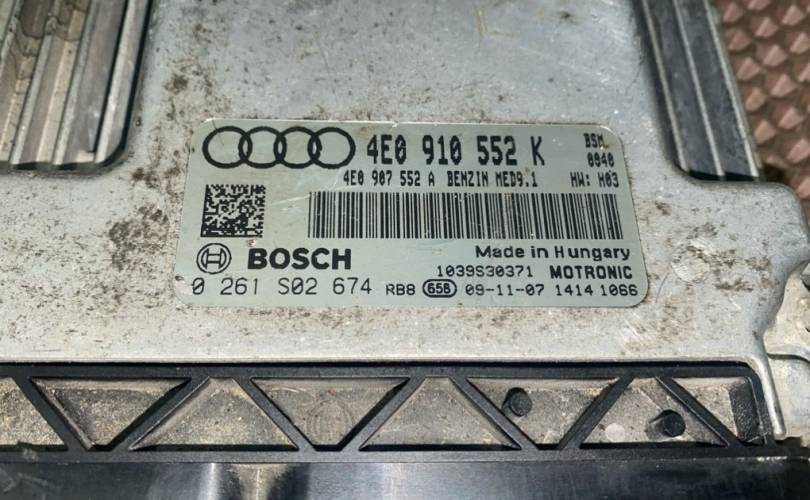 4E0 910 552 K BSM
0040
4E0 907 552 A BENZIN MED9.1 HW: H03
BOSCH Made in Hungary
1039S30371 MOTRONIC
0 261 S02 674 RB8 658 09-11-07 1414 1066